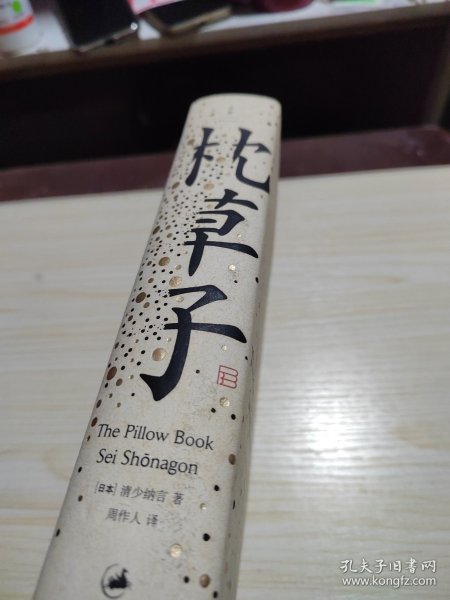 枕草子
The Pillow Book
Sei Shōnagon
[日本] 清少纳言 著
周作人 译
孔夫子旧书网
www.kongfz.com